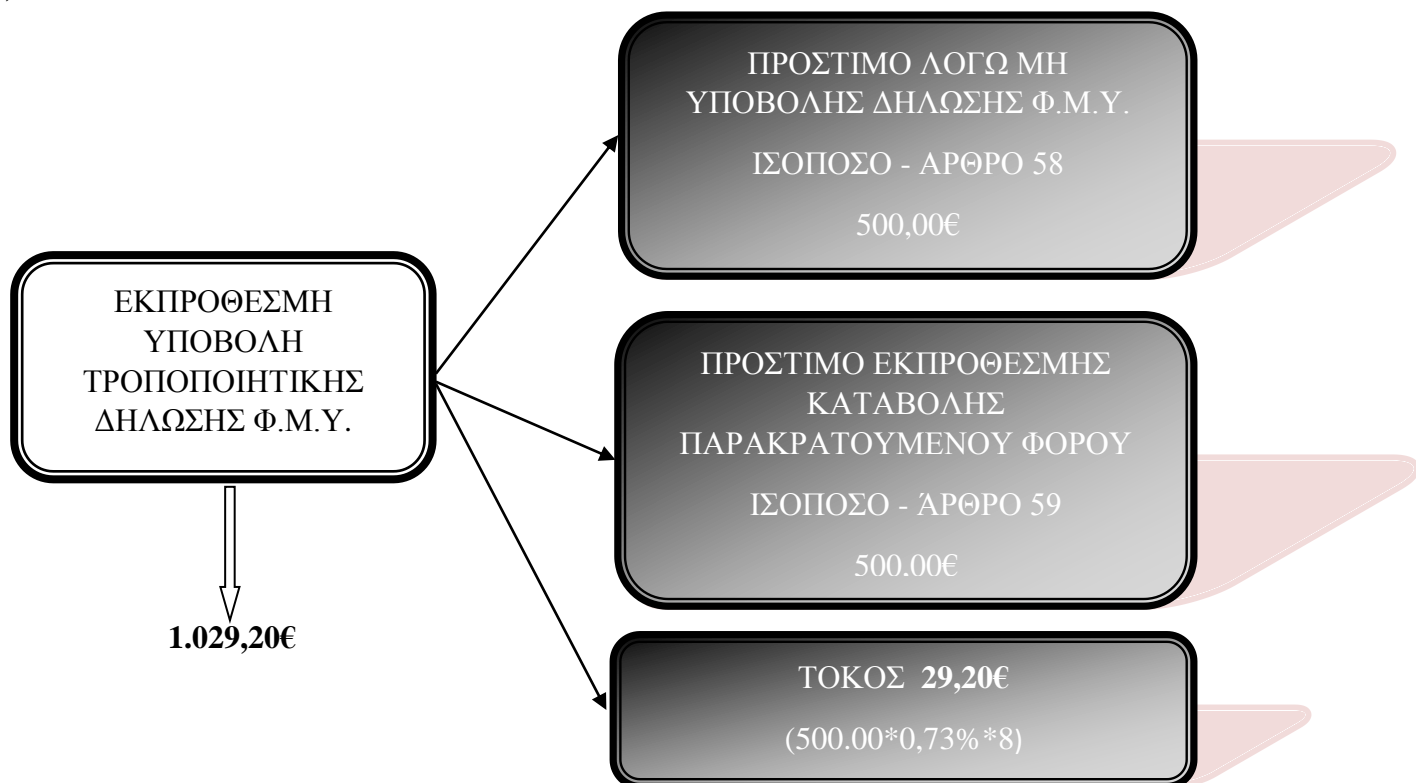 ΕΚΠΡΟΘΕΣΜΗ
ΥΠΟΒΟΛΗ
ΤΡΟΠΟΠΟΙΗΤΙΚΗΣ
ΔΗΛΩΣΗΣ Φ.Μ.Υ.
1.029,20€
ΠΡΟΣΤΙΜΟ ΛΟΓΩ ΜΗ
ΥΠΟΒΟΛΗΣ ΔΗΛΩΣΗΣ Φ.Μ.Υ.
ΙΣΟΠΟΣΟ - ΑΡΘΡΟ 58
500,00€
ΠΡΟΣΤΙΜΟ ΕΚΠΡΟΘΕΣΜΗΣ
ΚΑΤΑΒΟΛΗΣ
ΠΑΡΑΚΡΑΤΟΥΜΕΝΟΥ ΦΟΡΟΥ
ΙΣΟΠΟΣΟ - ΆΡΘΡΟ 59
500.00€
ΤΟΚΟΣ 29,20€
(500.00*0,73%*8)